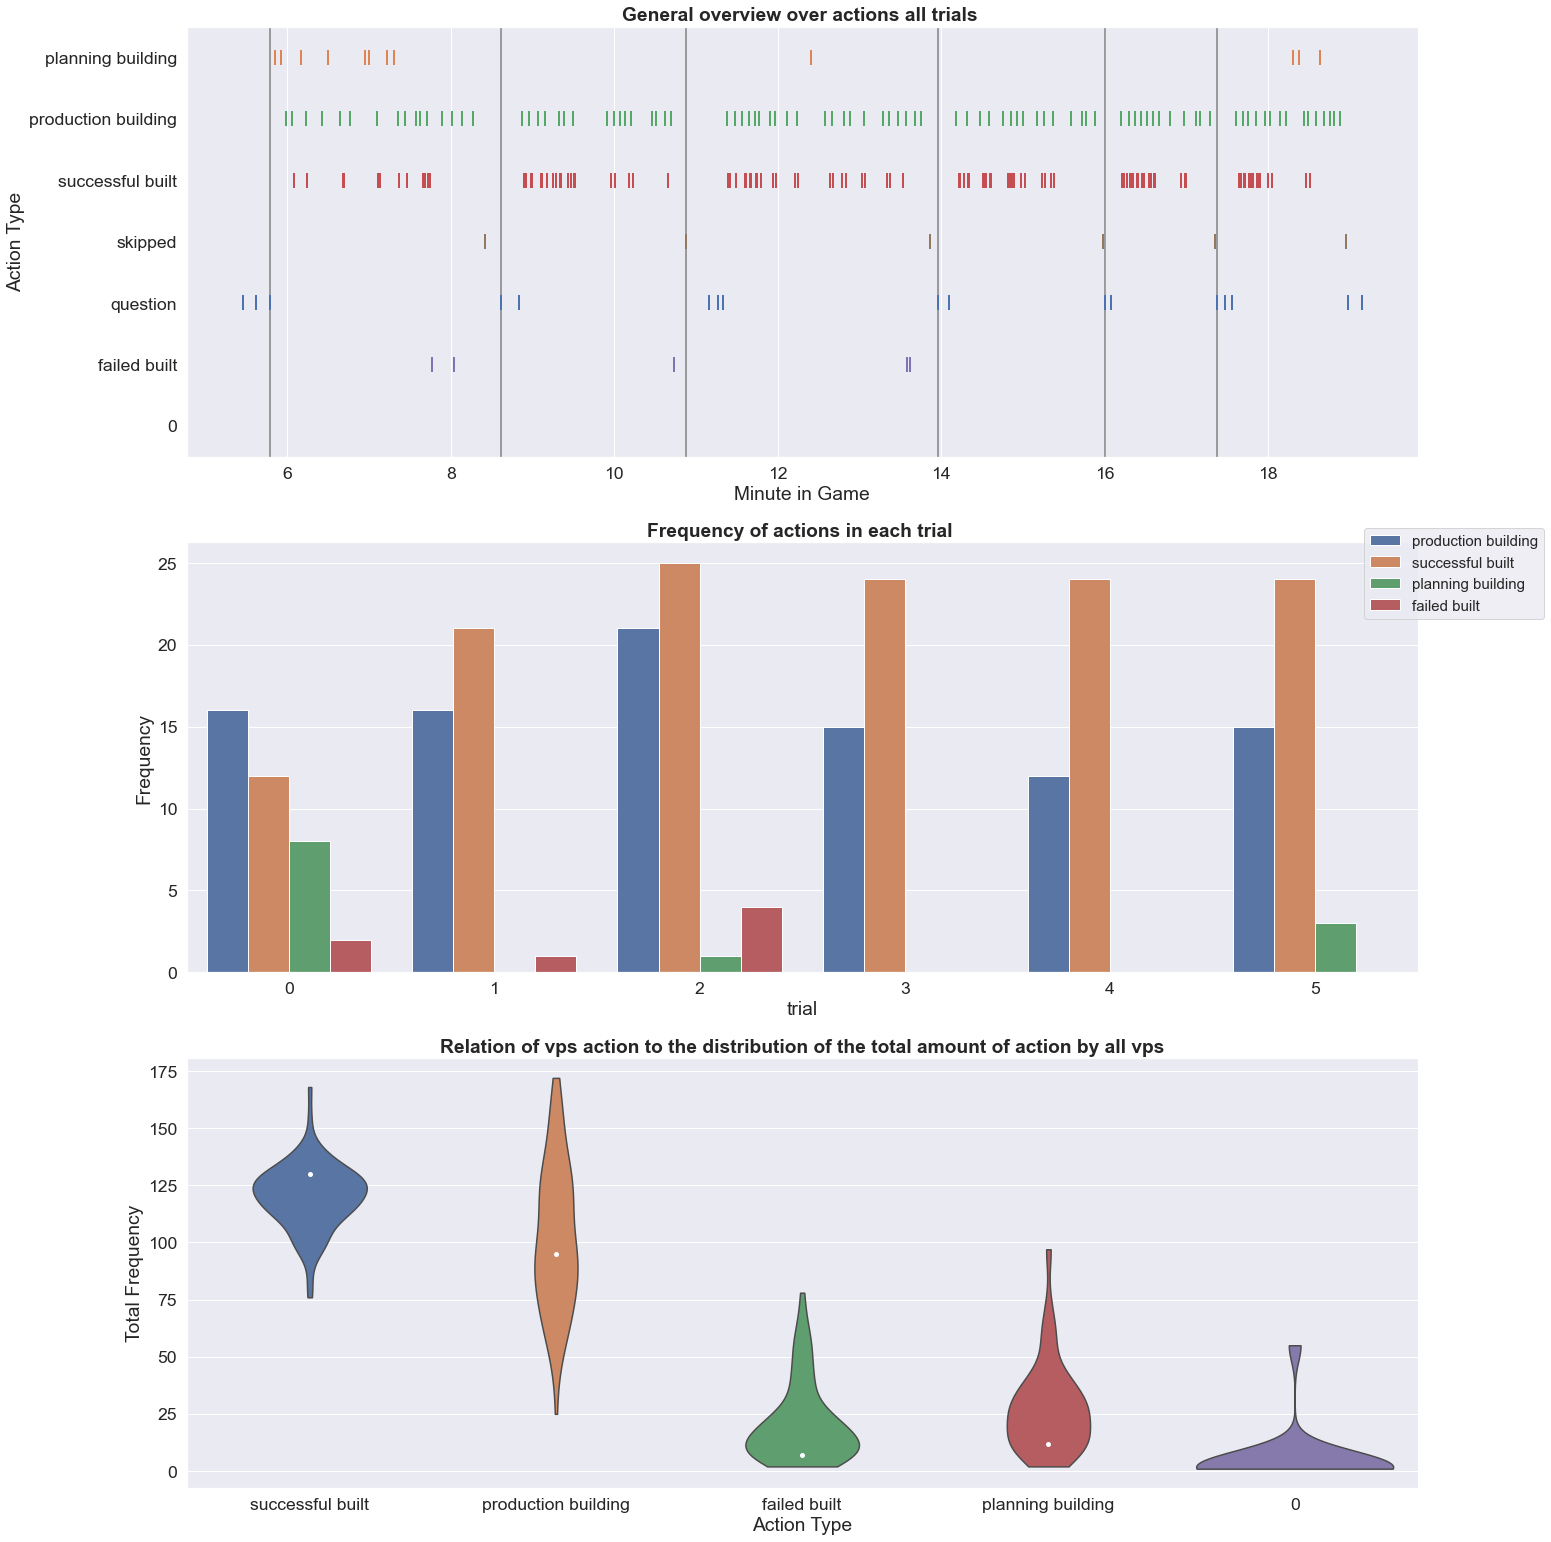 General overview over actions all trials
planning building
production building
successful built
skipped
question
failed built
0
Action Type
6 8 10 12 14 16 18
Minute in Game
Frequency of actions in each trial
production building
successful built
planning building
failed built
25
20
15
10
5
0
Frequency
0 1 2 3 4 5
trial
Relation of vps action to the distribution of the total amount of action by all vps
175
150
125
100
75
50
25
0
Total Frequency
successful built production building failed built planning building 0
Action Type